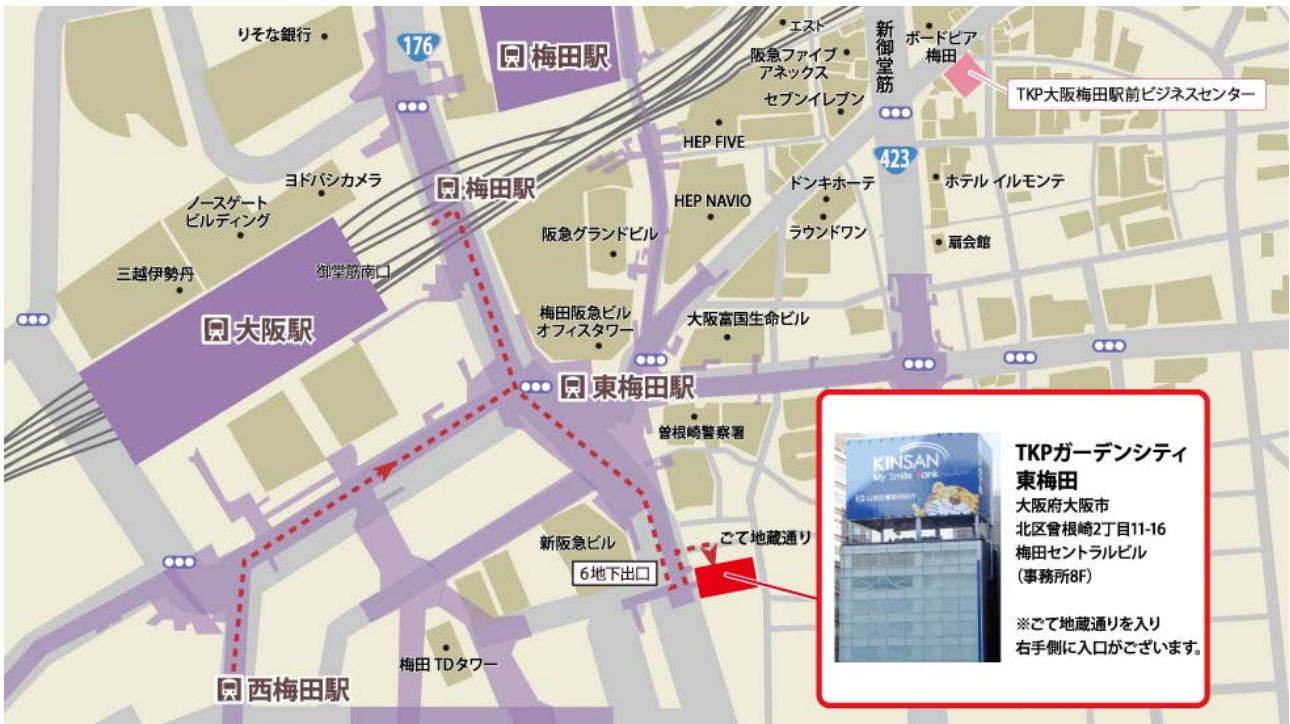 りそな銀行
176
梅田駅
エスト
阪急ファイブ
アネックス
セブンイレブン
新御堂筋
ボードピア
梅田
TKP大阪梅田駅前ビジネスセンター
HEP FIVE
423
ヨドバシカメラ
梅田駅
ノースゲート
ビルディング
HEP NAVIO
ドンキホーテ
ホテル イルモンテ
阪急グランドビル
ラウンドワン
扇会館
三越伊勢丹
御堂筋南口
大阪駅
梅田阪急ビル
オフィスタワー
大阪富国生命ビル
東梅田駅
曽根崎警察署
新阪急ビル
ごて地蔵通り
6地下出口
梅田 TDタワー
西梅田駅
KINSAN
My Smile Bank
TKPガーデンシティ
東梅田
大阪府大阪市
北区曾根崎2丁目11-16
梅田セントラルビル
(事務所8F)
※ごて地蔵通りを入り
右手側に入口がございます。